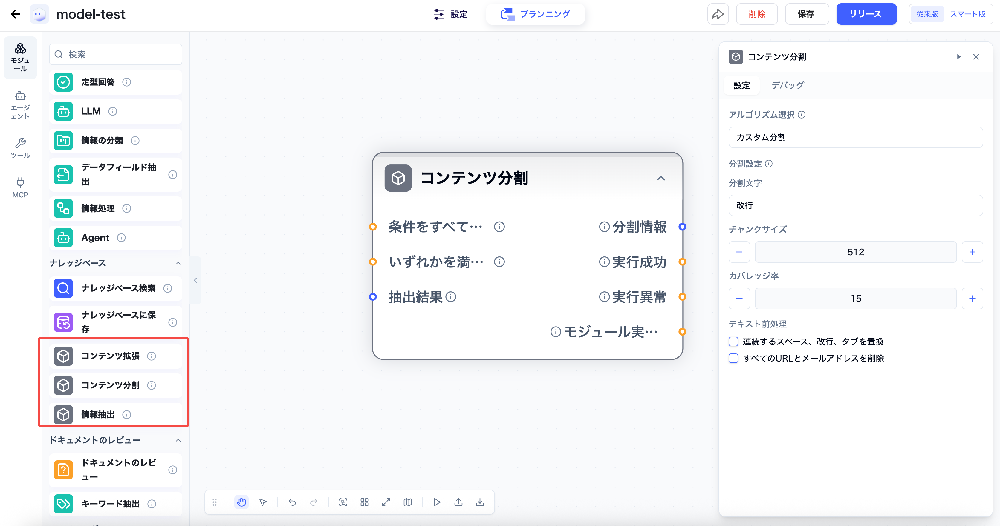 model-test
設定
プランニング
削除
保存
リリース
従来版
スマート版
モジュ
ール
エージ
ェント
ツール
MCP
検索
定型回答
LLM
情報の分類
データフィールド抽
出
情報処理
Agent
ナレッジベース
ナレッジベース検索
ナレッジベースに保
存
コンテンツ拡張
コンテンツ分割
情報抽出
ドキュメントのレビュー
ドキュメントのレビ
ュー
キーワード抽出
コンテンツ分割
条件をすべて…
分割情報
いずれかを満…
実行成功
抽出結果
実行異常
モジュール実…
コンテンツ分割
設定
デバッグ
アルゴリズム選択
カスタム分割
分割設定
分割文字
改行
チャンクサイズ
512
カバレッジ率
15
テキスト前処理
連続するスペース、改行、タブを置換
すべてのURLとメールアドレスを削除